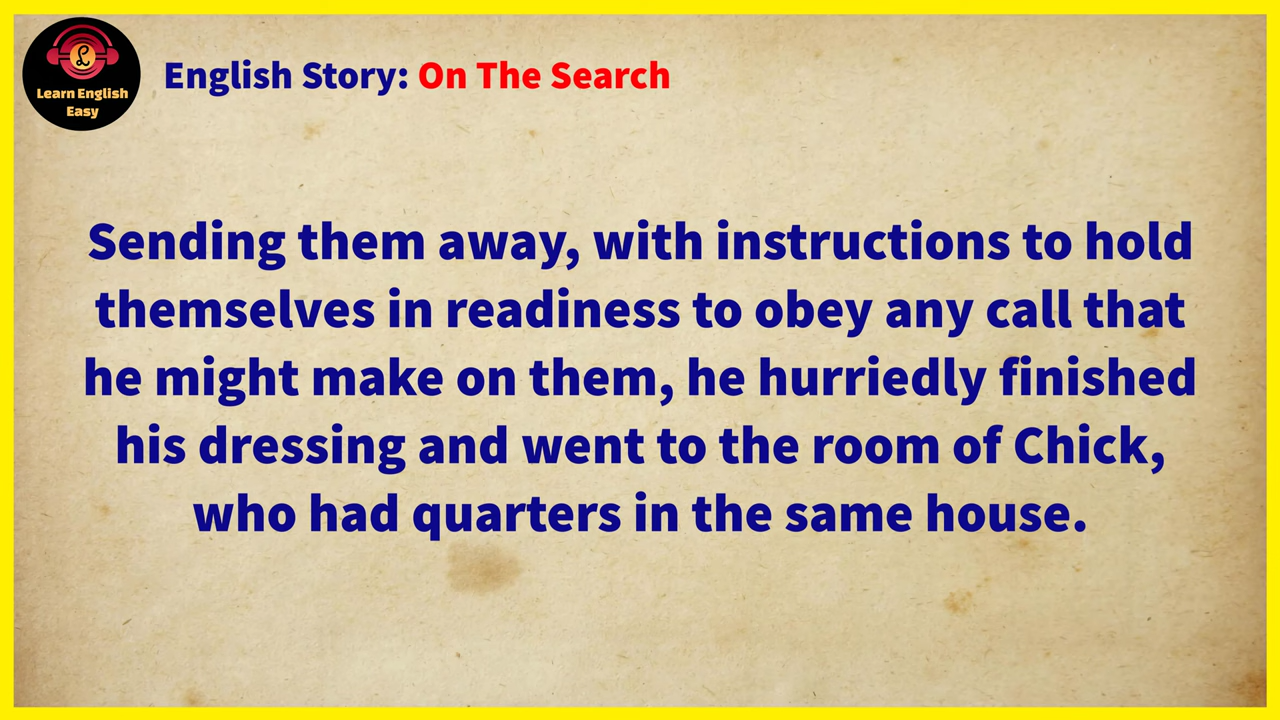 Learn English
Easy
English Story: On The Search
Sending them away, with instructions to hold
themselves in readiness to obey any call that
he might make on them, he hurriedly finished
his dressing and went to the room of Chick,
who had quarters in the same house.